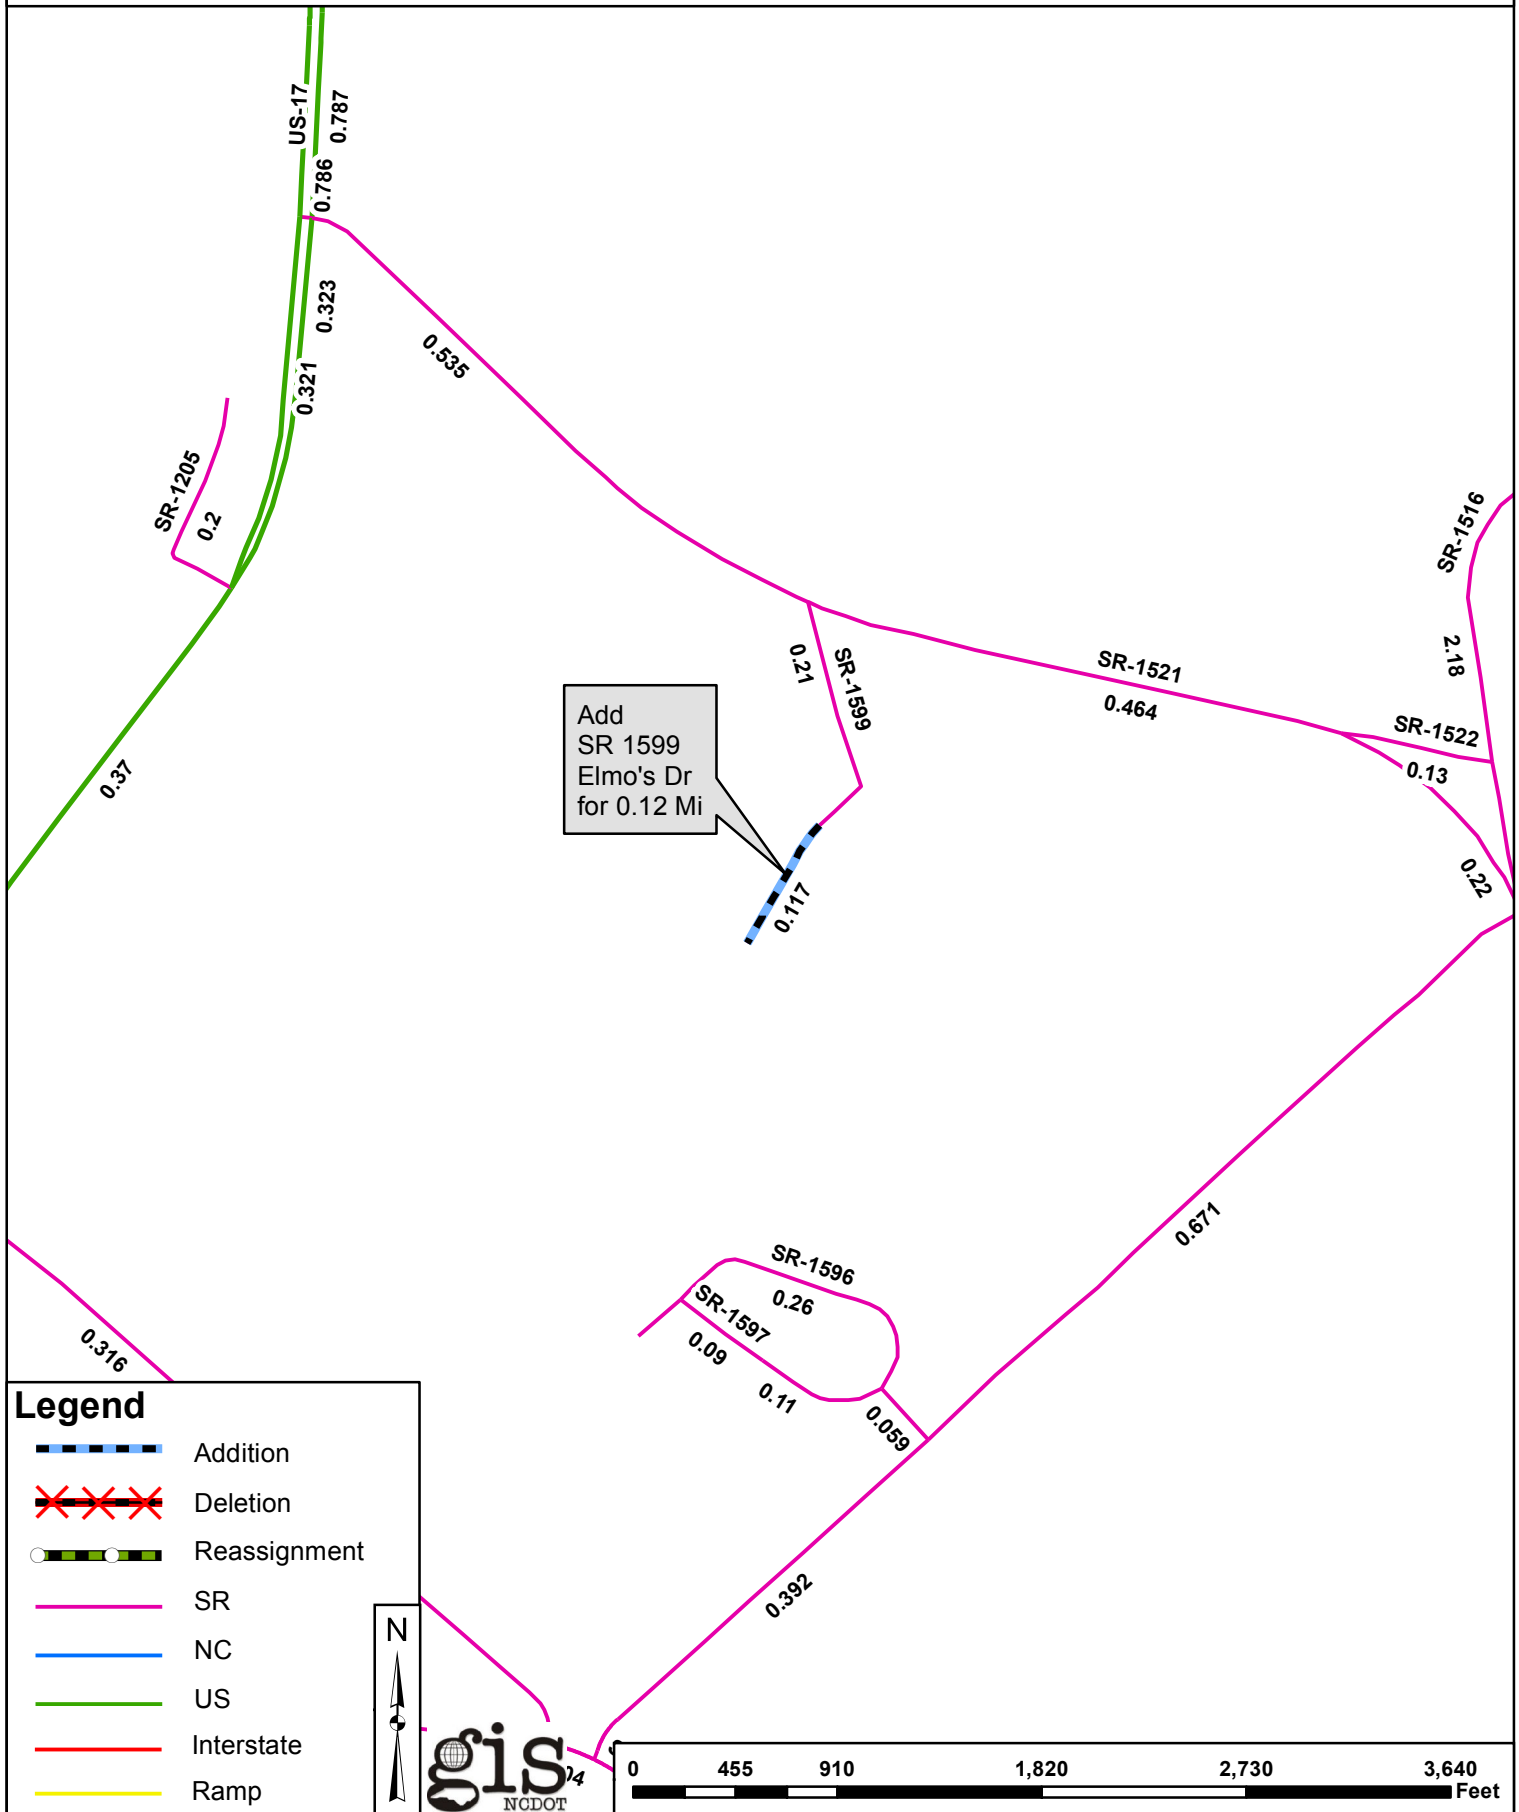 US-17
0.787
0.786
0.323
0.535
0.321
SR-1205
0.2
SR-1516
2.18
0.21
SR-1599
SR-1521
0.464
SR-1522
0.13
0.37
Add
SR 1599
Elmo's Dr
for 0.12 Mi
0.117
0.22
0.671
SR-1596
0.26
SR-1597
0.09
0.11
0.059
0.316
0.392
Legend
Addition
Deletion
Reassignment
SR
NC
US
Interstate
Ramp
N
gis
NCDOT
0 455 910 1,820 2,730 3,640
Feet